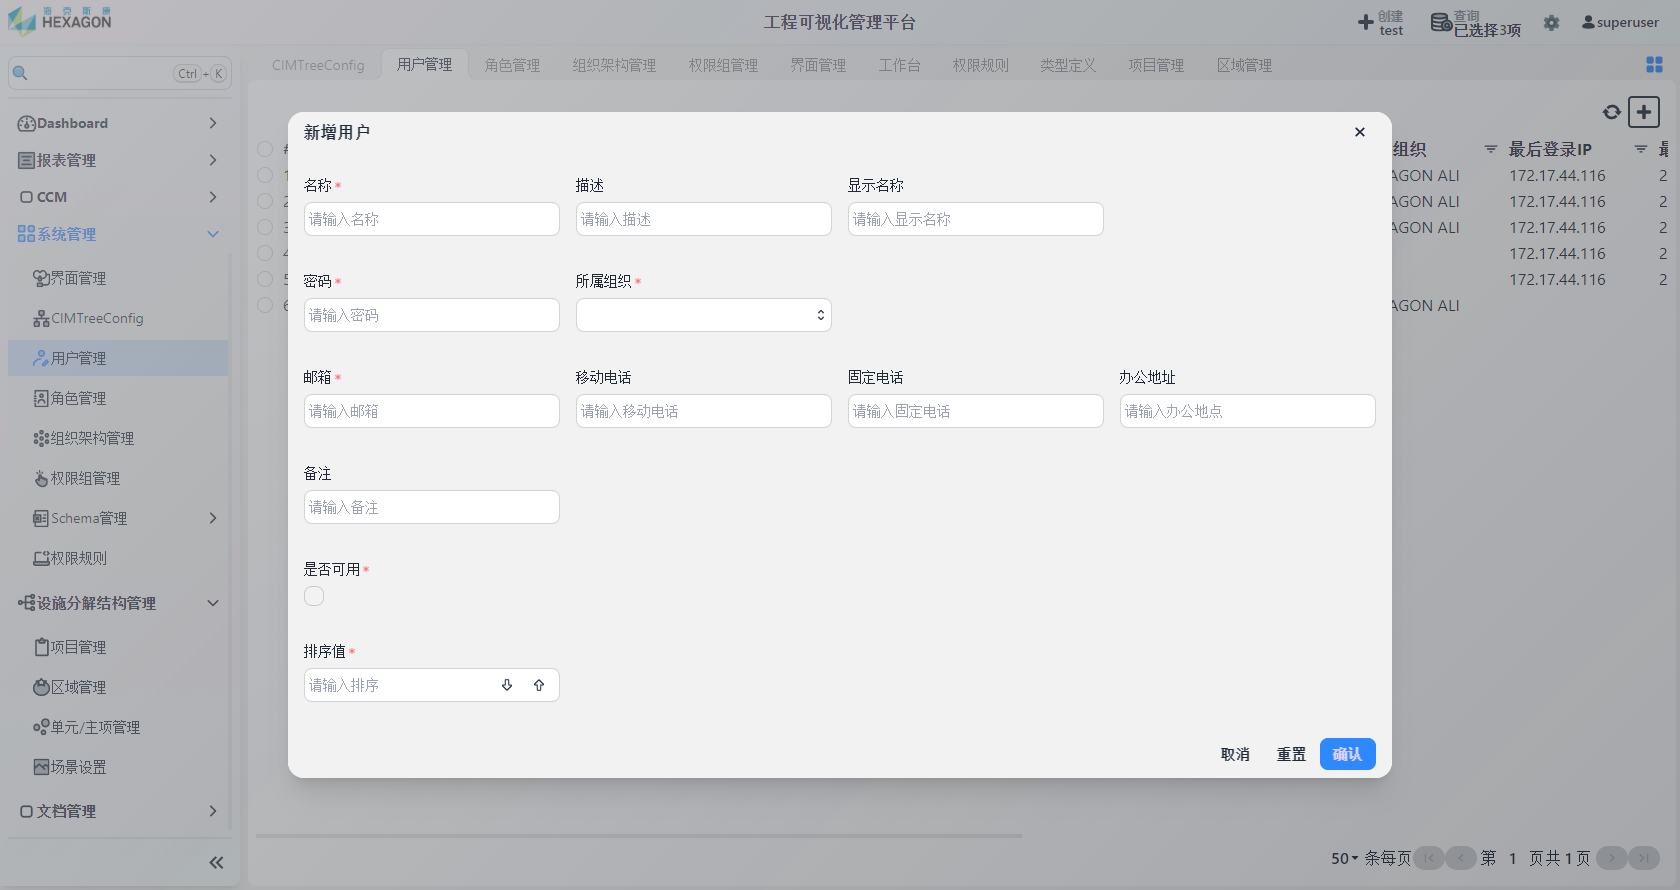 海克斯康
HEXAGON
工程可视化管理平台
创建
test
查询
已选择3项
superuser
Ctrl + K
CIMTreeConfig
用户管理
角色管理
组织架构管理
权限组管理
界面管理
工作台
权限规则
类型定义
项目管理
区域管理
Dashboard
报表管理
CCM
系统管理
界面管理
CIMTreeConfig
用户管理
角色管理
组织架构管理
权限组管理
Schema管理
权限规则
设施分解结构管理
项目管理
区域管理
单元/主项管理
场景设置
文档管理
组织
最后登录IP
AGON ALI
172.17.44.116
2
AGON ALI
172.17.44.116
2
AGON ALI
172.17.44.116
2
172.17.44.116
2
172.17.44.116
2
AGON ALI
新增用户
名称*
描述
显示名称
请输入名称
请输入描述
请输入显示名称
密码*
所属组织*
请输入密码
邮箱*
移动电话
固定电话
办公地址
请输入邮箱
请输入移动电话
请输入固定电话
请输入办公地点
备注
请输入备注
是否可用*
排序值*
请输入排序
取消
重置
确认
50 条每页
第 1 页共1页